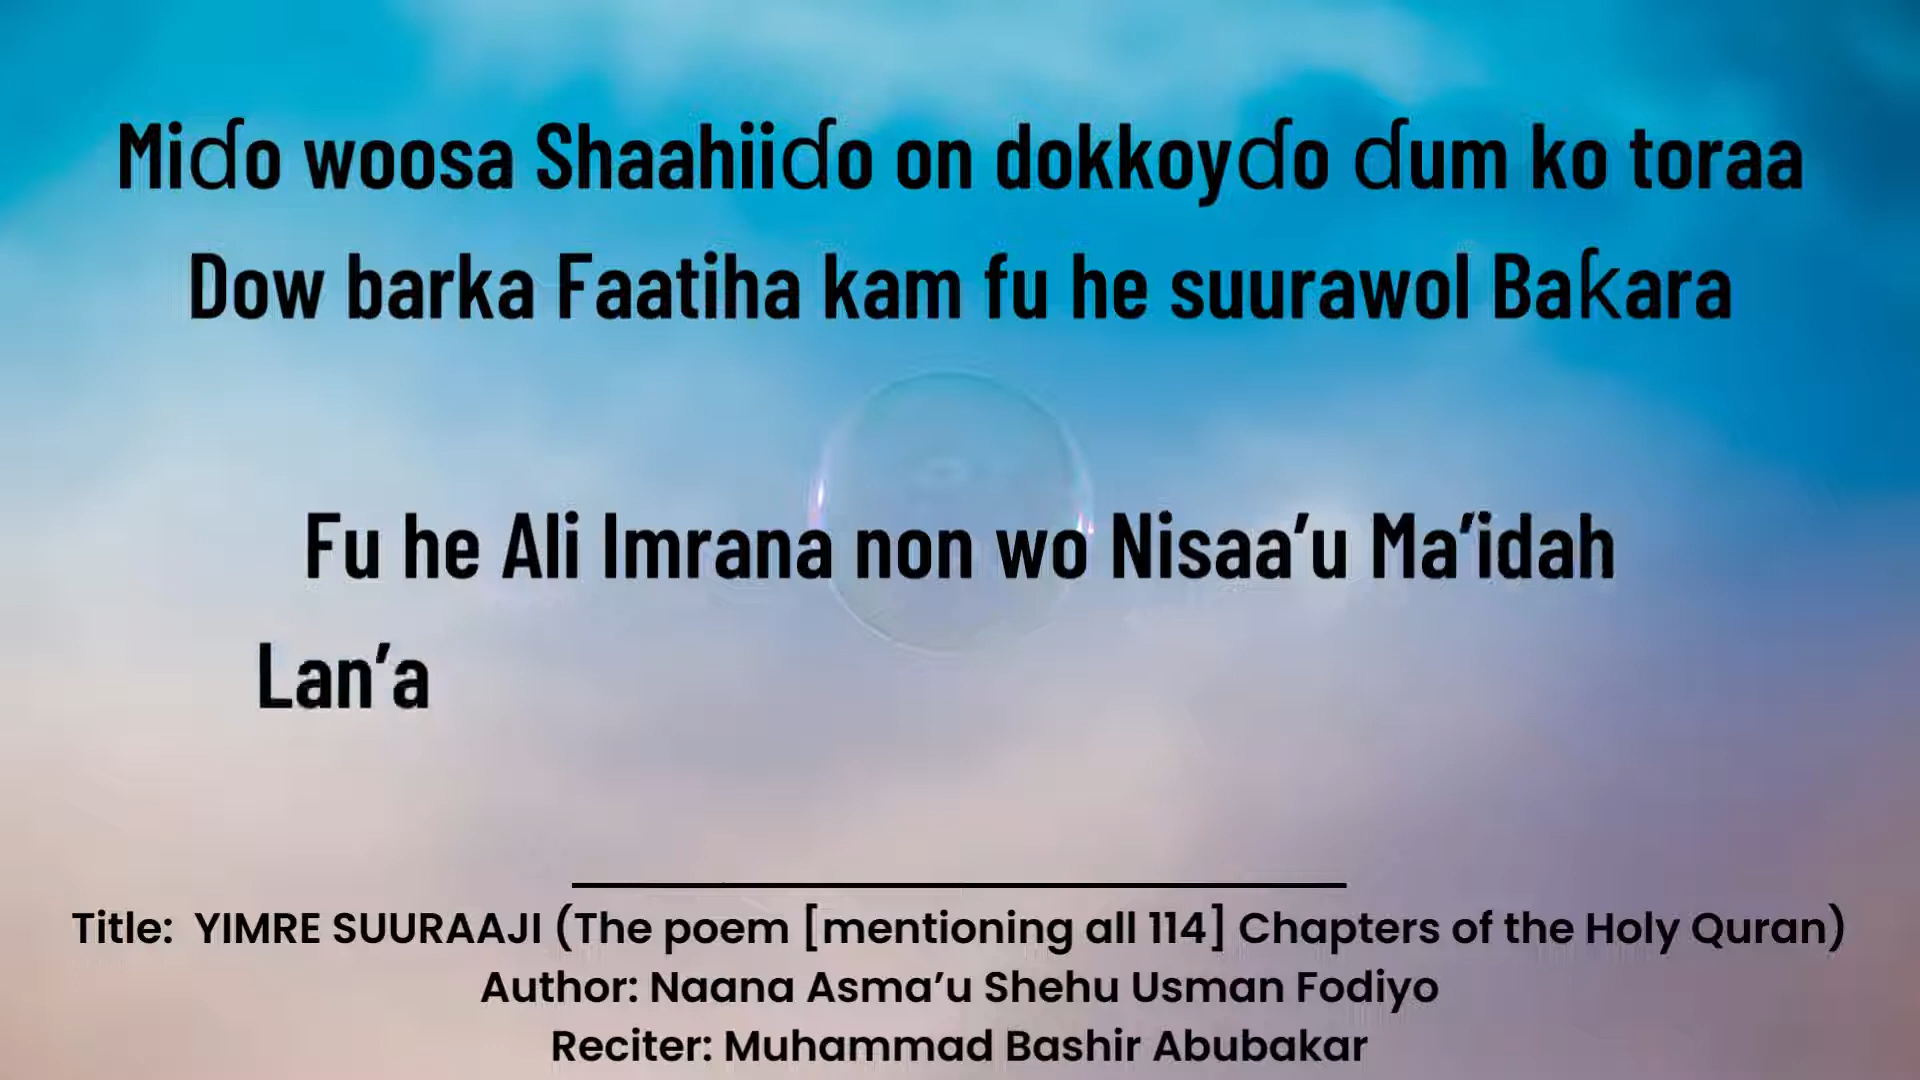 Miɗo woosa Shaahiiɗo on dokkoyɗo ɗum ko toraa
Dow barka Faatiha kam fu he suurawol Baƙara
Fu he Ali Imrana non wo Nisaa’u Ma’idah
Lan’a
Title: YIMRE SUURAAJI (The poem [mentioning all 114] Chapters of the Holy Quran)
Author: Naana Asma’u Shehu Usman Fodiyo
Reciter: Muhammad Bashir Abubakar